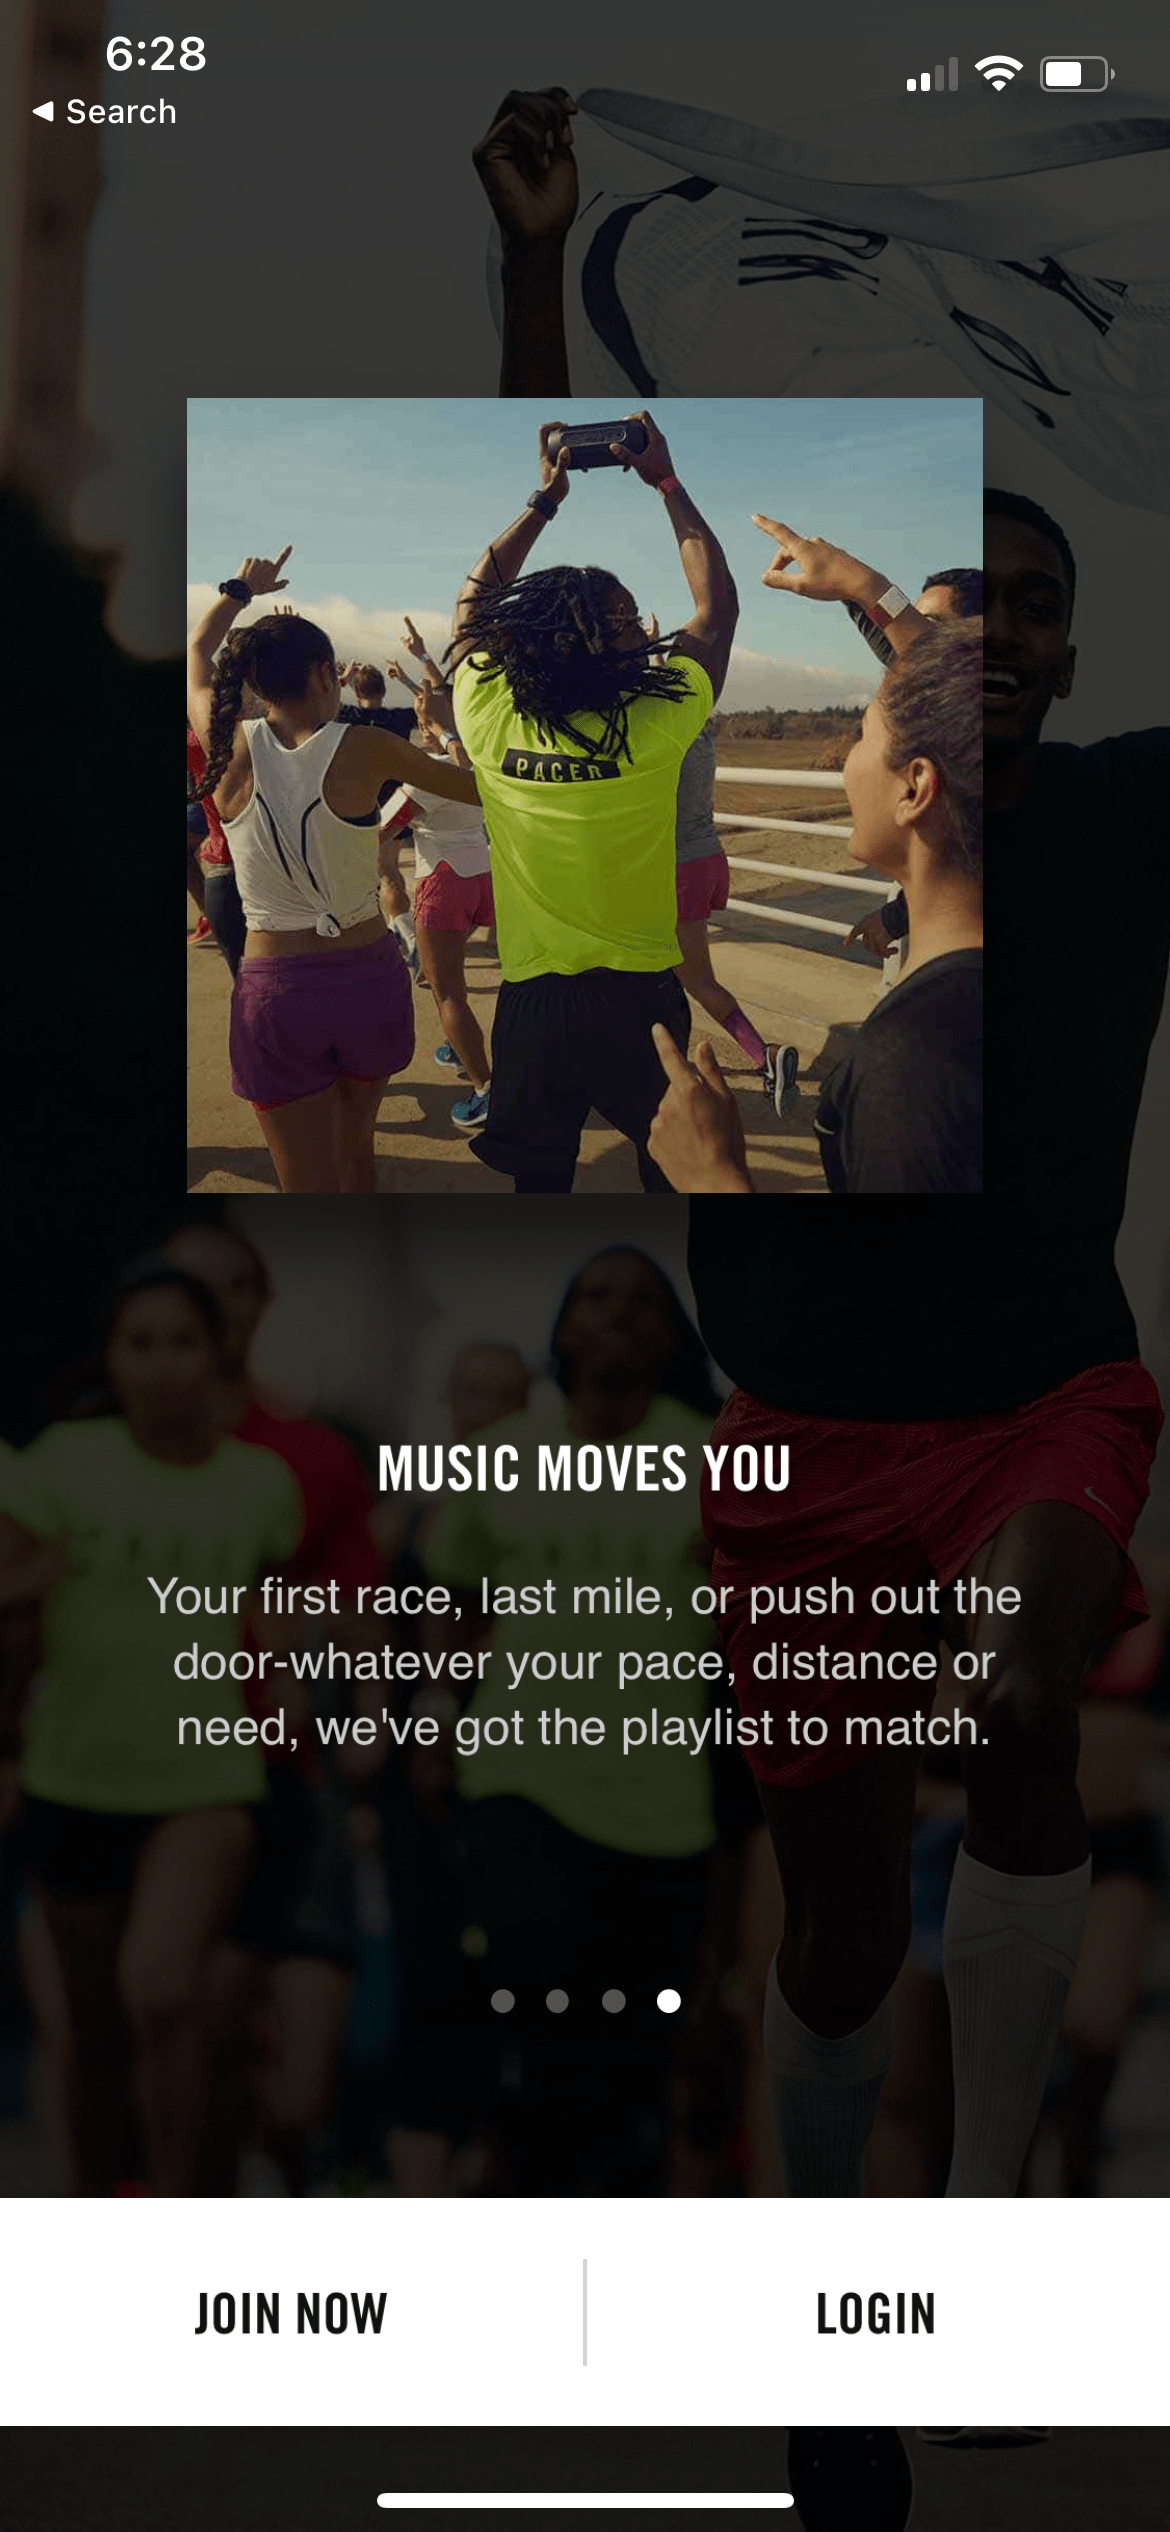 6:28
◀ Search
PACER
MUSIC MOVES YOU
Your first race, last mile, or push out the
door-whatever your pace, distance or
need, we've got the playlist to match.
JOIN NOW
LOGIN